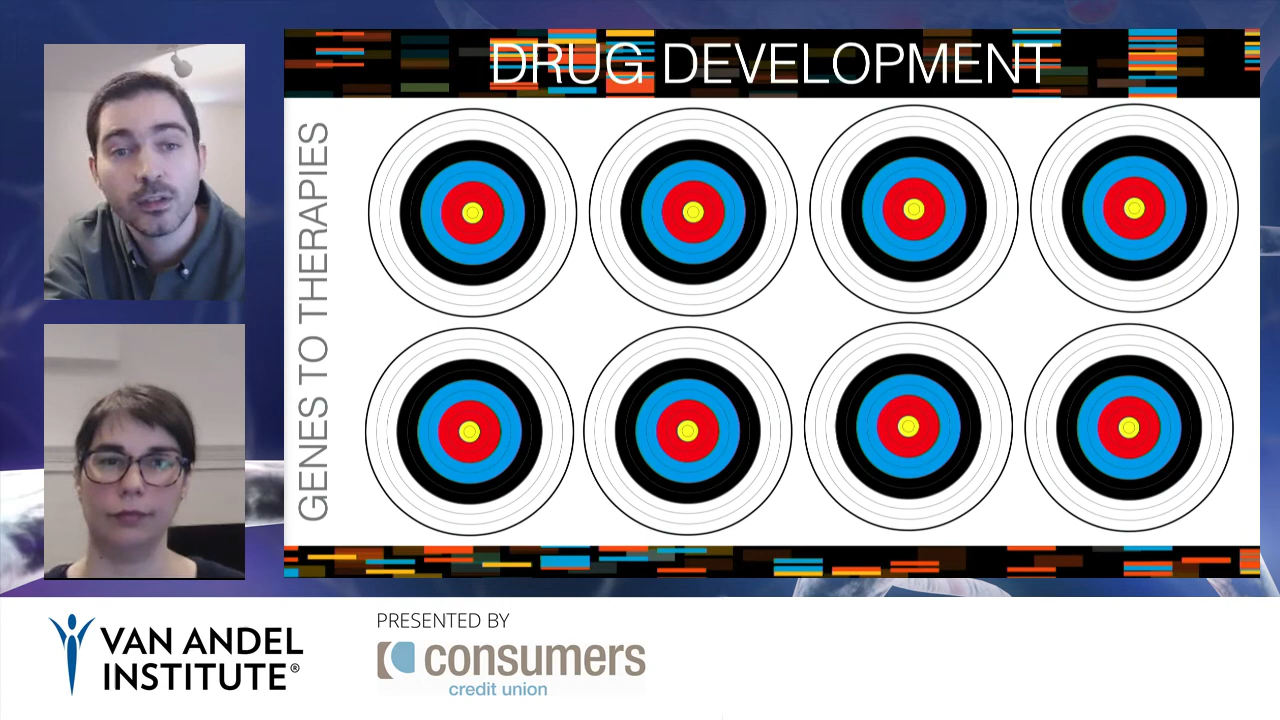 DRUG DEVELOPMENT
GENES TO THERAPIES
VAN ANDEL
INSTITUTE®
PRESENTED BY
consumers
credit union